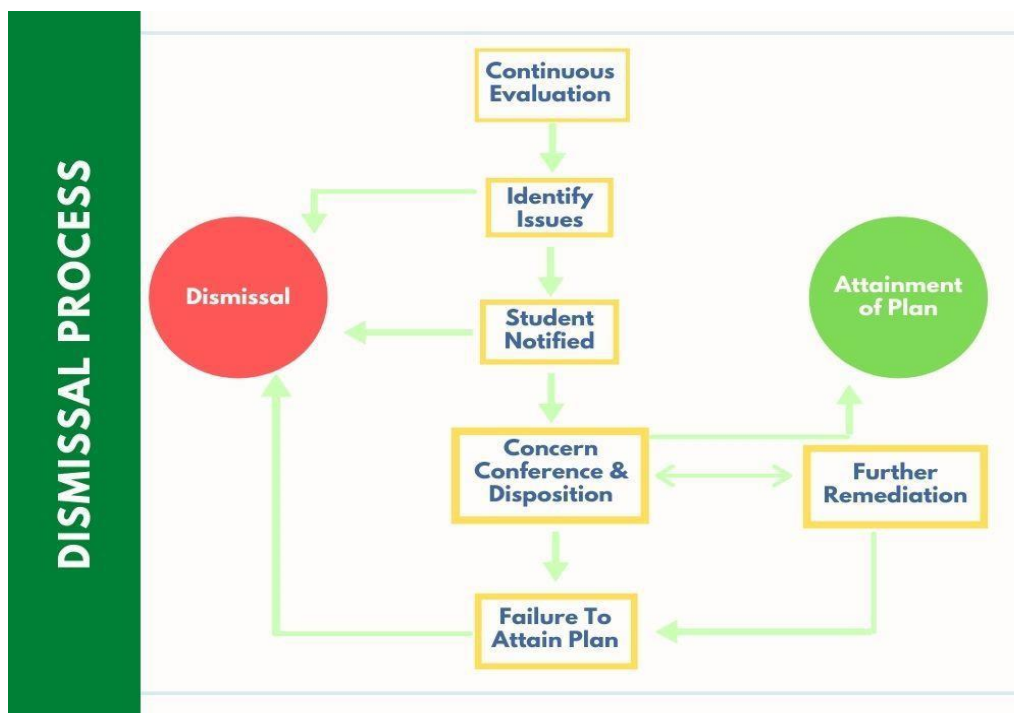 DISMISSAL PROCESS
Continuous
Evaluation
Identify
Issues
Dismissal
Attainment
of Plan
Student
Notified
Concern
Conference &
Disposition
Further
Remediation
Failure To
Attain Plan